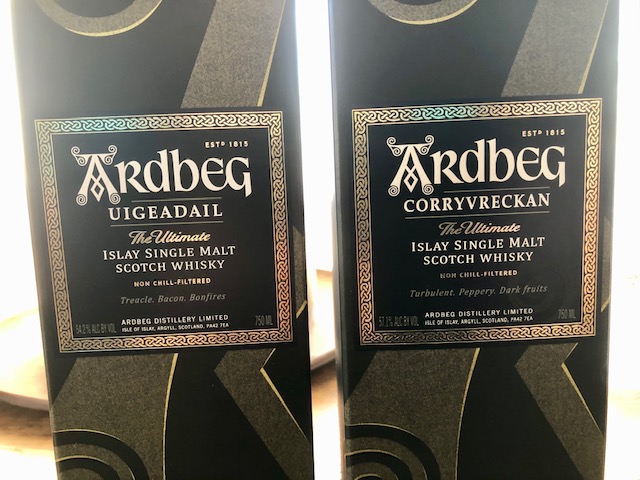 ESTD 1815
ARDBEG
UIGEADAIL
The Ultimate
ISLAY SINGLE MALT
SCOTCH WHISKY
NON CHILL-FILTERED
Treacle. Bacon. Bonfires
ARDBEG DISTILLERY LIMITED
54.2% ALC BY VOL ISLE OF ISLAY, ARGYLL, SCOTLAND, PA42 7EA 750 ML
ESTD 1815
ARDBEG
CORRYVRECKAN
The Ultimate
ISLAY SINGLE MALT
SCOTCH WHISKY
NON CHILL-FILTERED
Turbulent. Peppery. Dark fruits
ARDBEG DISTILLERY LIMITED
57.1% ALC BY VOL ISLE OF ISLAY, ARGYLL, SCOTLAND, PA42 7EA 750 ML